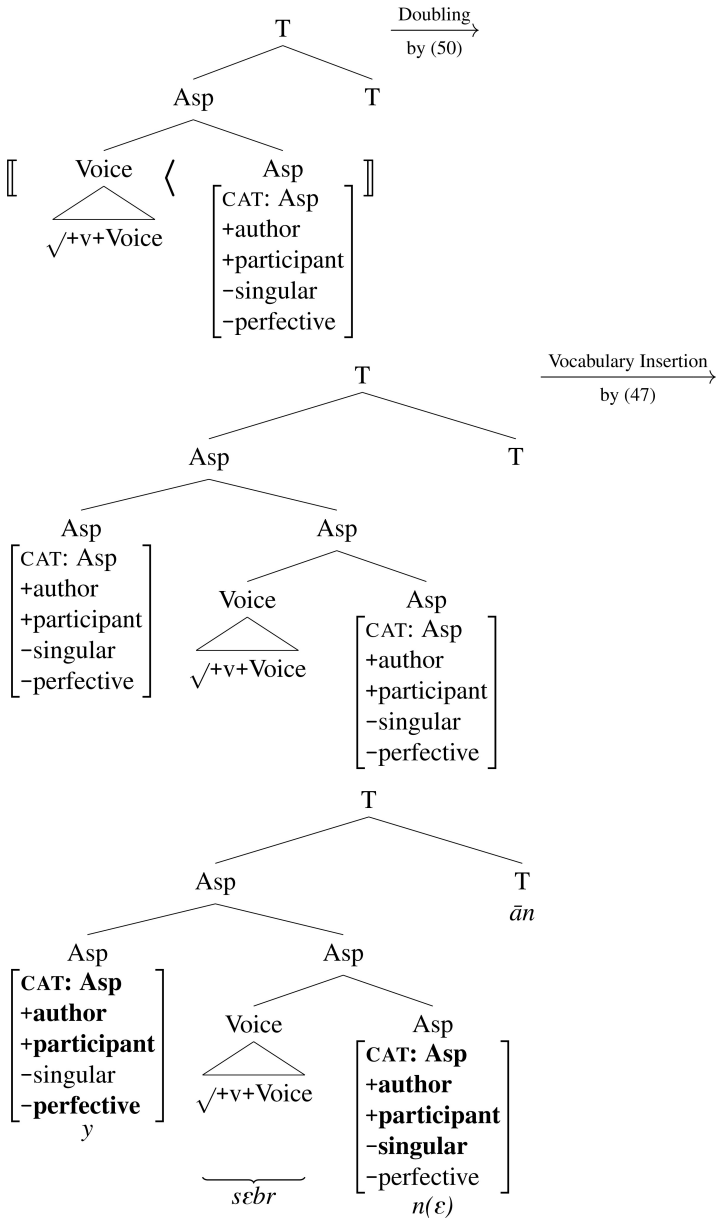 T
Doubling
by (50)
Asp T
⟦ Voice ⟨ Asp ⟧
√+v+Voice
CAT: Asp
+author
+participant
−singular
−perfective
T
Vocabulary Insertion
by (47)
Asp T
Asp Asp
CAT: Asp
+author
+participant
−singular
−perfective
Voice Asp
√+v+Voice
CAT: Asp
+author
+participant
−singular
−perfective
T
Asp T
ān
Asp Asp
CAT: Asp
+author
+participant
−singular
−perfective
y
Voice Asp
√+v+Voice
sɛbr
CAT: Asp
+author
+participant
−singular
−perfective
n(ɛ)